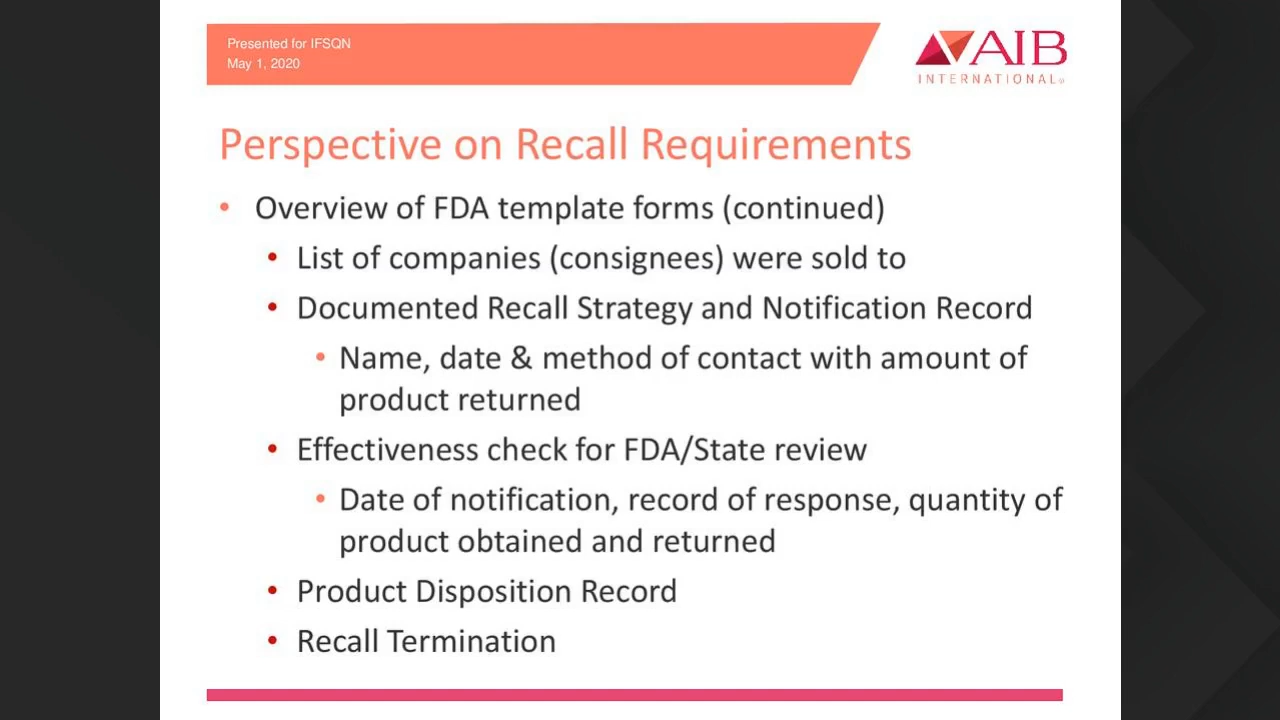 Presented for IFSQN
May 1, 2020
AIB
INTERNATIONAL
Perspective on Recall Requirements
• Overview of FDA template forms (continued)
• List of companies (consignees) were sold to
• Documented Recall Strategy and Notification Record
• Name, date & method of contact with amount of
product returned
• Effectiveness check for FDA/State review
• Date of notification, record of response, quantity of
product obtained and returned
• Product Disposition Record
• Recall Termination